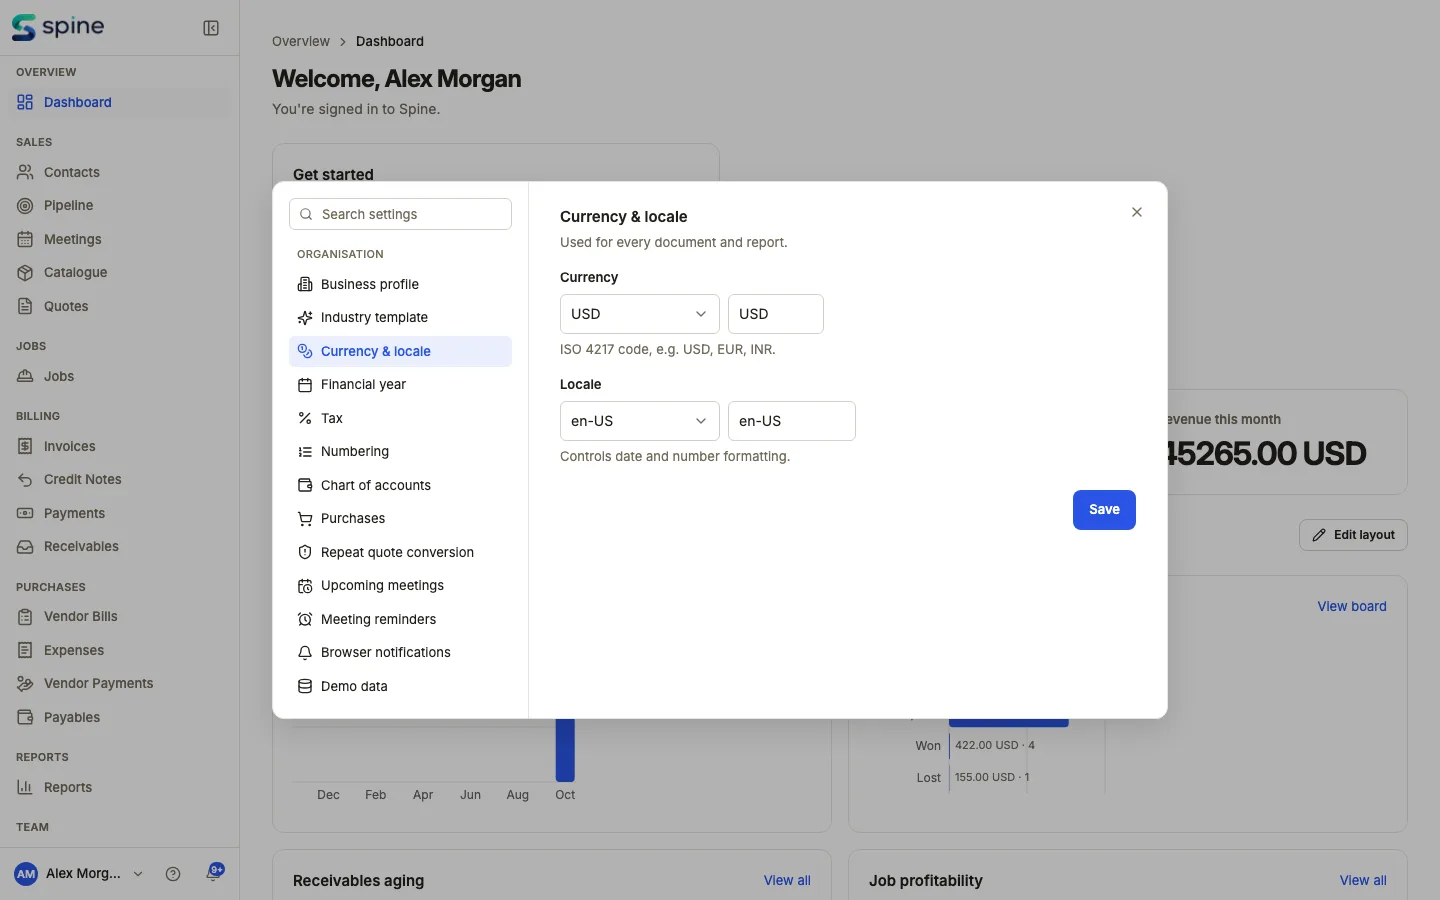 spine
OVERVIEW
Dashboard
SALES
Contacts
Pipeline
Meetings
Catalogue
Quotes
JOBS
Jobs
BILLING
Invoices
Credit Notes
Payments
Receivables
PURCHASES
Vendor Bills
Expenses
Vendor Payments
Payables
REPORTS
Reports
TEAM
AM Alex Morg...
9+
Overview > Dashboard
Welcome, Alex Morgan
You're signed in to Spine.
Get started
Search settings
ORGANISATION
Business profile
Industry template
Currency & locale
Financial year
Tax
Numbering
Chart of accounts
Purchases
Repeat quote conversion
Upcoming meetings
Meeting reminders
Browser notifications
Demo data
Currency & locale
Used for every document and report.
Currency
USD USD
ISO 4217 code, e.g. USD, EUR, INR.
Locale
en-US en-US
Controls date and number formatting.
Save
this month
USD
Edit layout
View board
Won 422.00 USD · 4
Lost 155.00 USD · 1
Dec Feb Apr Jun Aug Oct
Receivables aging View all
Job profitability View all